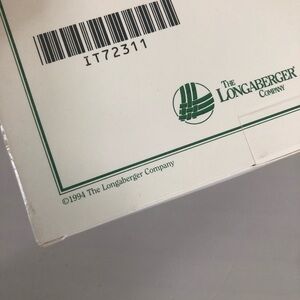 IT72311
THE
LONGABERGER®
COMPANY
©1994 The Longaberger Company